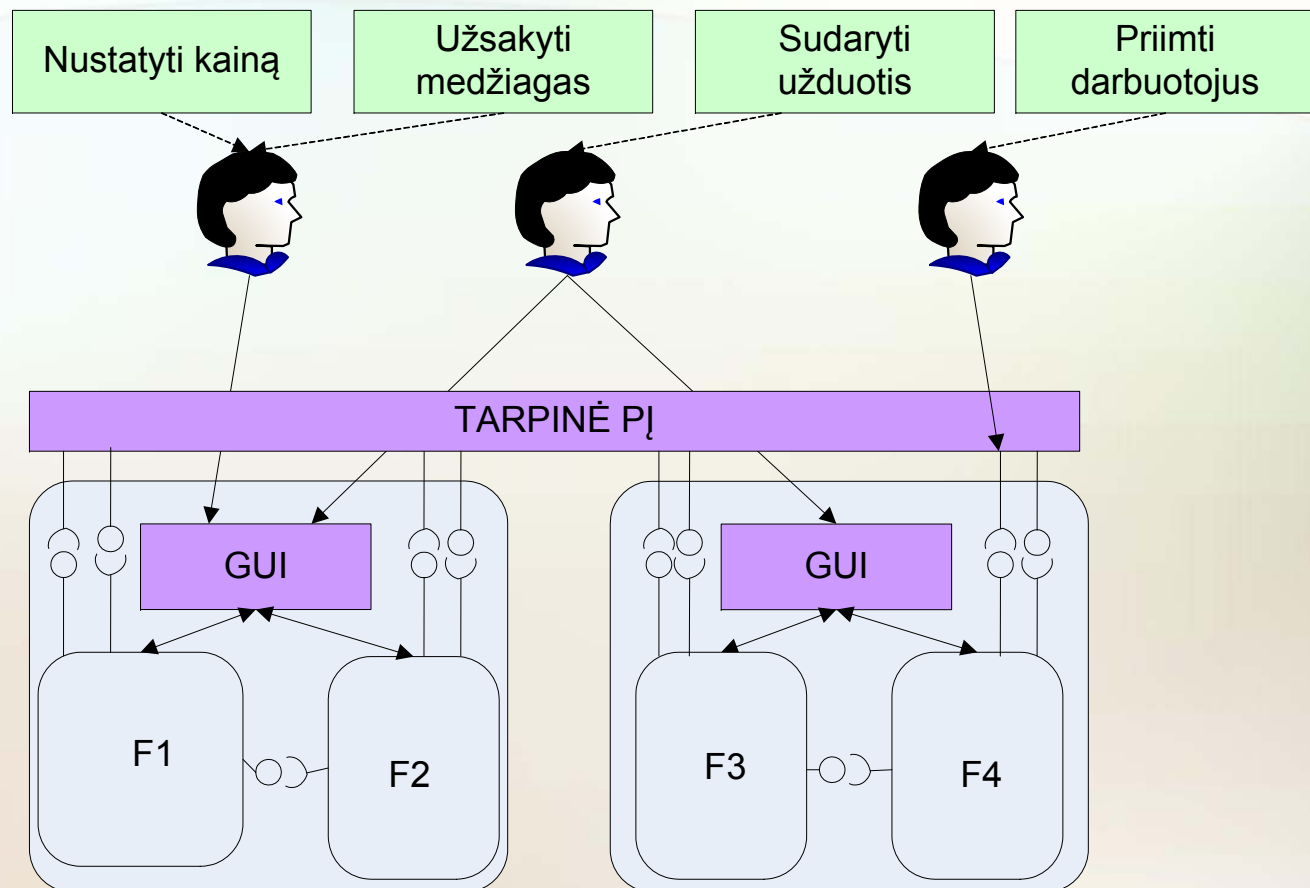 Nustatyti kainą
Užsakyti
medžiagas
Sudaryti
užduotis
Priimti
darbuotojus
TARPINĖ PĮ
GUI
GUI
F1
F2
F3
F4